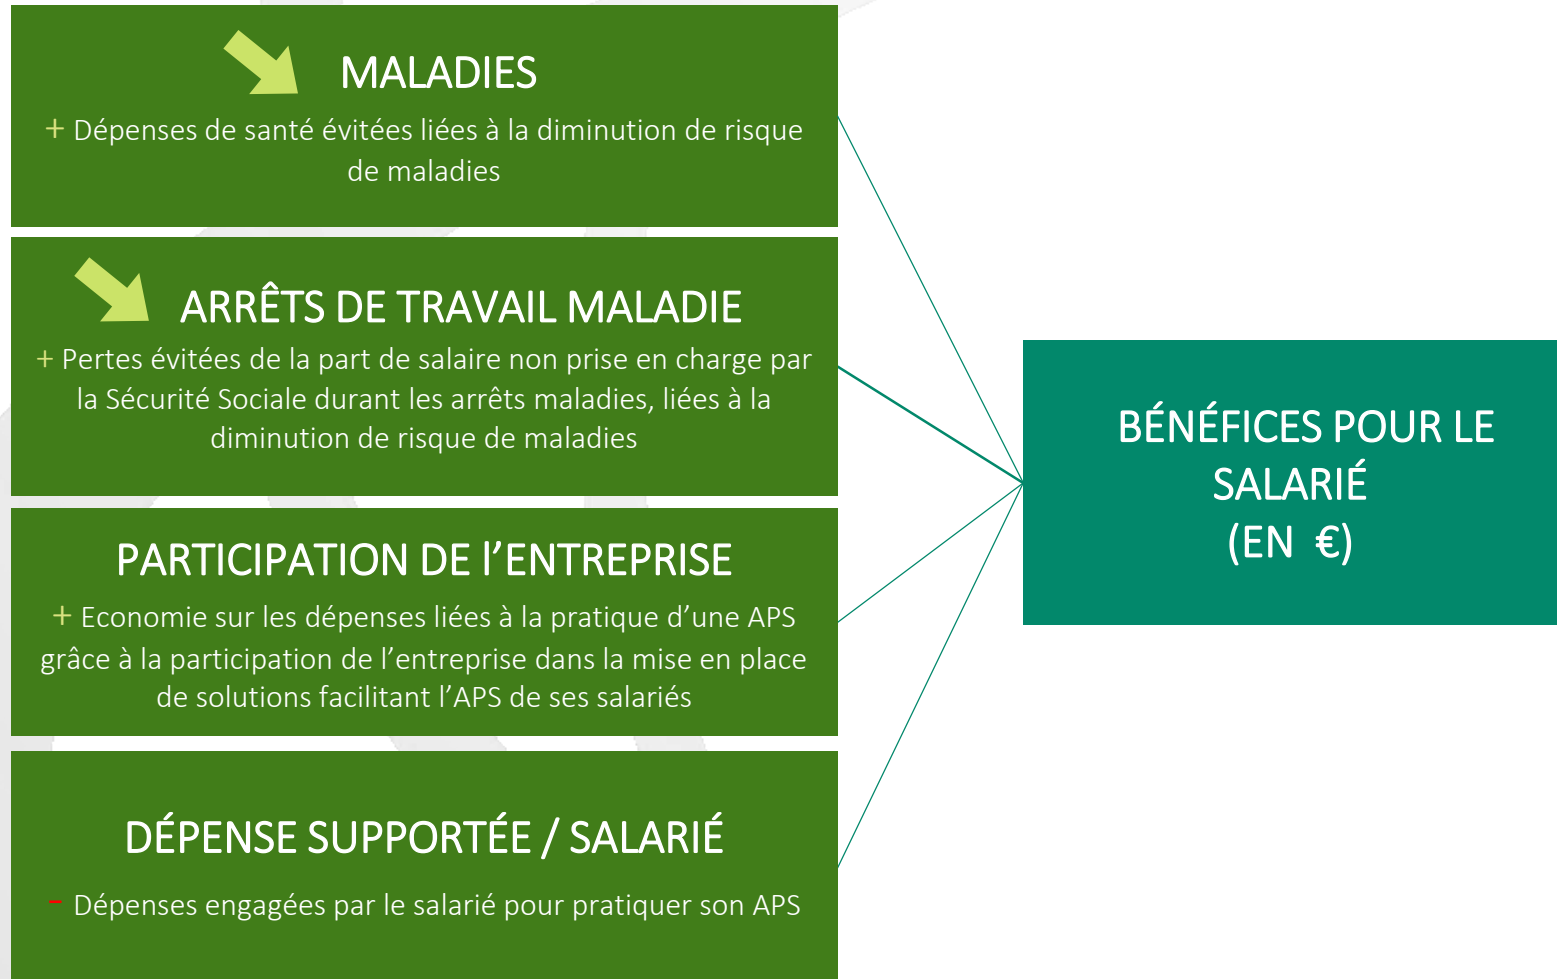 MALADIES
+ Dépenses de santé évitées liées à la diminution de risque
de maladies
ARRÊTS DE TRAVAIL MALADIE
+ Pertes évitées de la part de salaire non prise en charge par
la Sécurité Sociale durant les arrêts maladies, liées à la
diminution de risque de maladies
PARTICIPATION DE l’ENTREPRISE
+ Economie sur les dépenses liées à la pratique d’une APS
grâce à la participation de l’entreprise dans la mise en place
de solutions facilitant l’APS de ses salariés
DÉPENSE SUPPORTÉE / SALARIÉ
- Dépenses engagées par le salarié pour pratiquer son APS
BÉNÉFICES POUR LE
SALARIÉ
(EN €)